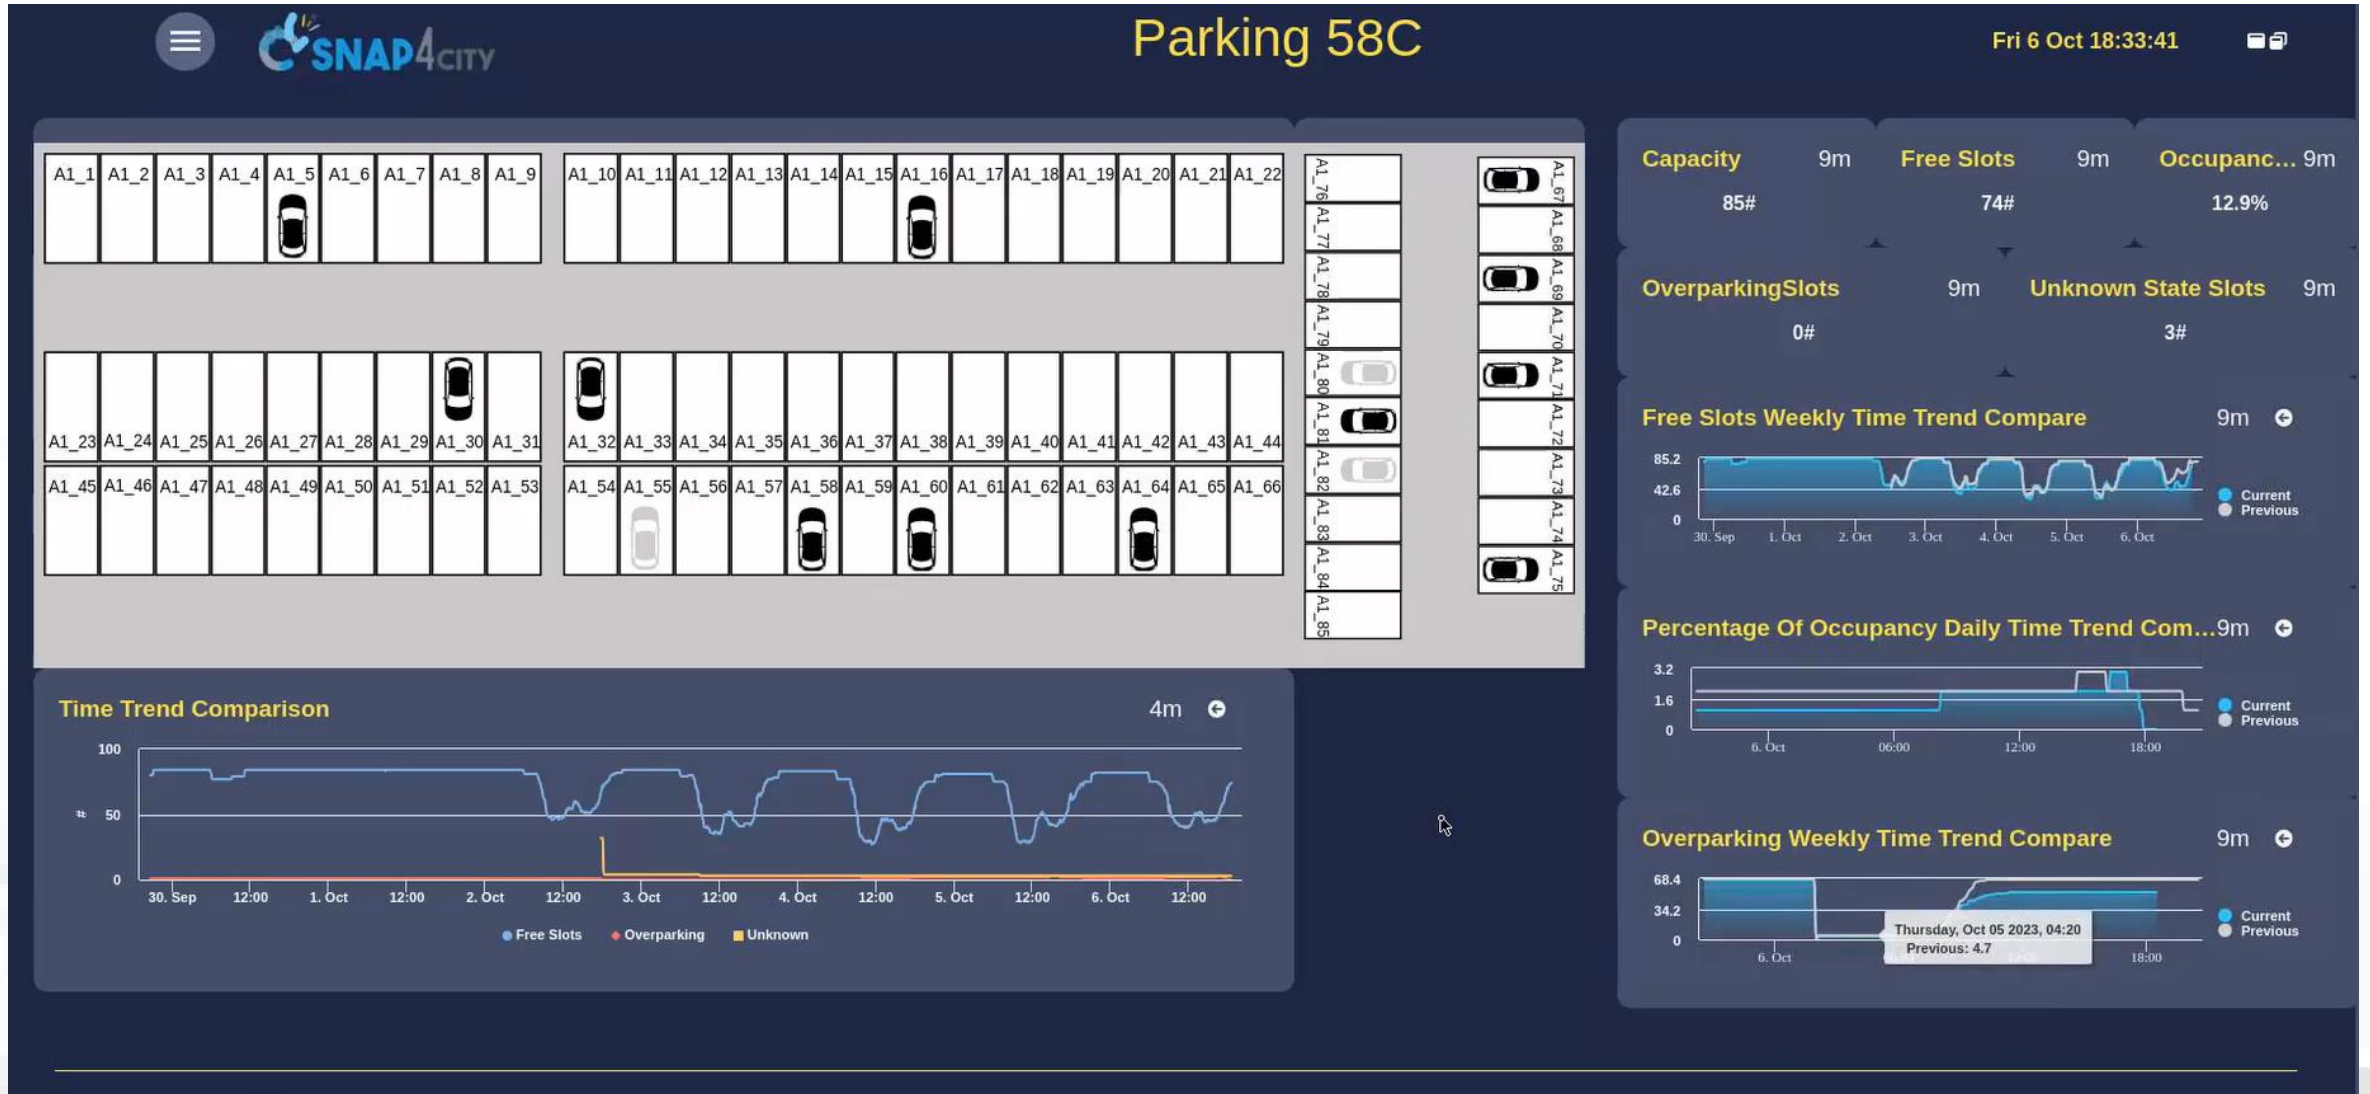 SNAP4CITY
Parking 58C
Fri 6 Oct 18:33:41
A1_1 A1_2 A1_3 A1_4 A1_5 A1_6 A1_7 A1_8 A1_9 A1_10 A1_11 A1_12 A1_13 A1_14 A1_15 A1_16 A1_17 A1_18 A1_19 A1_20 A1_21 A1_22
A1_23 A1_24 A1_25 A1_26 A1_27 A1_28 A1_29 A1_30 A1_31 A1_32 A1_33 A1_34 A1_35 A1_36 A1_37 A1_38 A1_39 A1_40 A1_41 A1_42 A1_43 A1_44
A1_45 A1_46 A1_47 A1_48 A1_49 A1_50 A1_51 A1_52 A1_53 A1_54 A1_55 A1_56 A1_57 A1_58 A1_59 A1_60 A1_61 A1_62 A1_63 A1_64 A1_65 A1_66
A1_76
A1_77
A1_78
A1_79
A1_80
A1_81
A1_82
A1_83
A1_84
A1_85
A1_67
A1_68
A1_69
A1_70
A1_71
A1_72
A1_73
A1_74
A1_75
Capacity 9m
85#
Free Slots 9m
74#
Occupanc... 9m
12.9%
OverparkingSlots 9m
0#
Unknown State Slots 9m
3#
Free Slots Weekly Time Trend Compare 9m
85.2
42.6
0
30. Sep 1. Oct 2. Oct 3. Oct 4. Oct 5. Oct 6. Oct
Current
Previous
Percentage Of Occupancy Daily Time Trend Com... 9m
3.2
1.6
0
6. Oct 06:00 12:00 18:00
Current
Previous
Overparking Weekly Time Trend Compare 9m
68.4
34.2
0
6. Oct 18:00
Thursday, Oct 05 2023, 04:20
Previous: 4.7
Current
Previous
Time Trend Comparison 4m
#
100
50
0
30. Sep 12:00 1. Oct 12:00 2. Oct 12:00 3. Oct 12:00 4. Oct 12:00 5. Oct 12:00 6. Oct 12:00
Free Slots Overparking Unknown